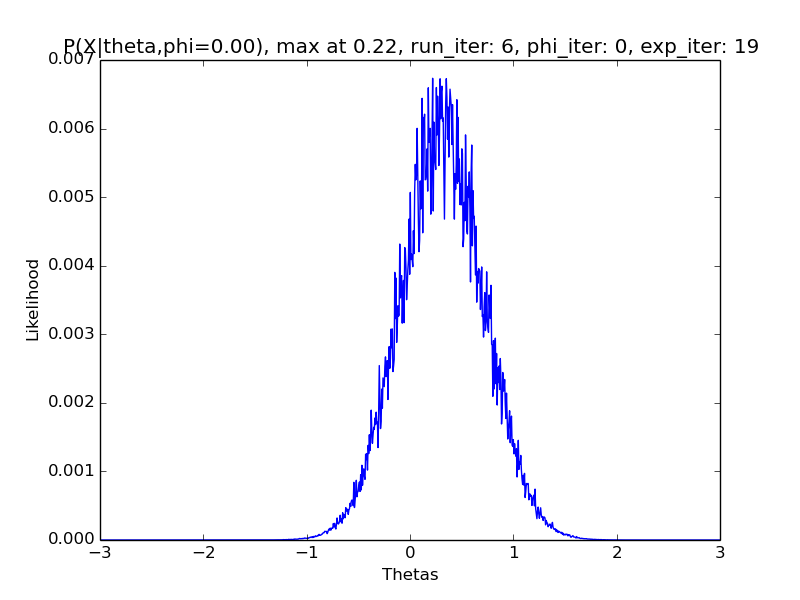 P(X|theta,phi=0.00), max at 0.22, run_iter: 6, phi_iter: 0, exp_iter: 19
0.007
0.006
0.005
0.004
0.003
0.002
0.001
0.000
Likelihood
−3 −2 −1 0 1 2 3
Thetas